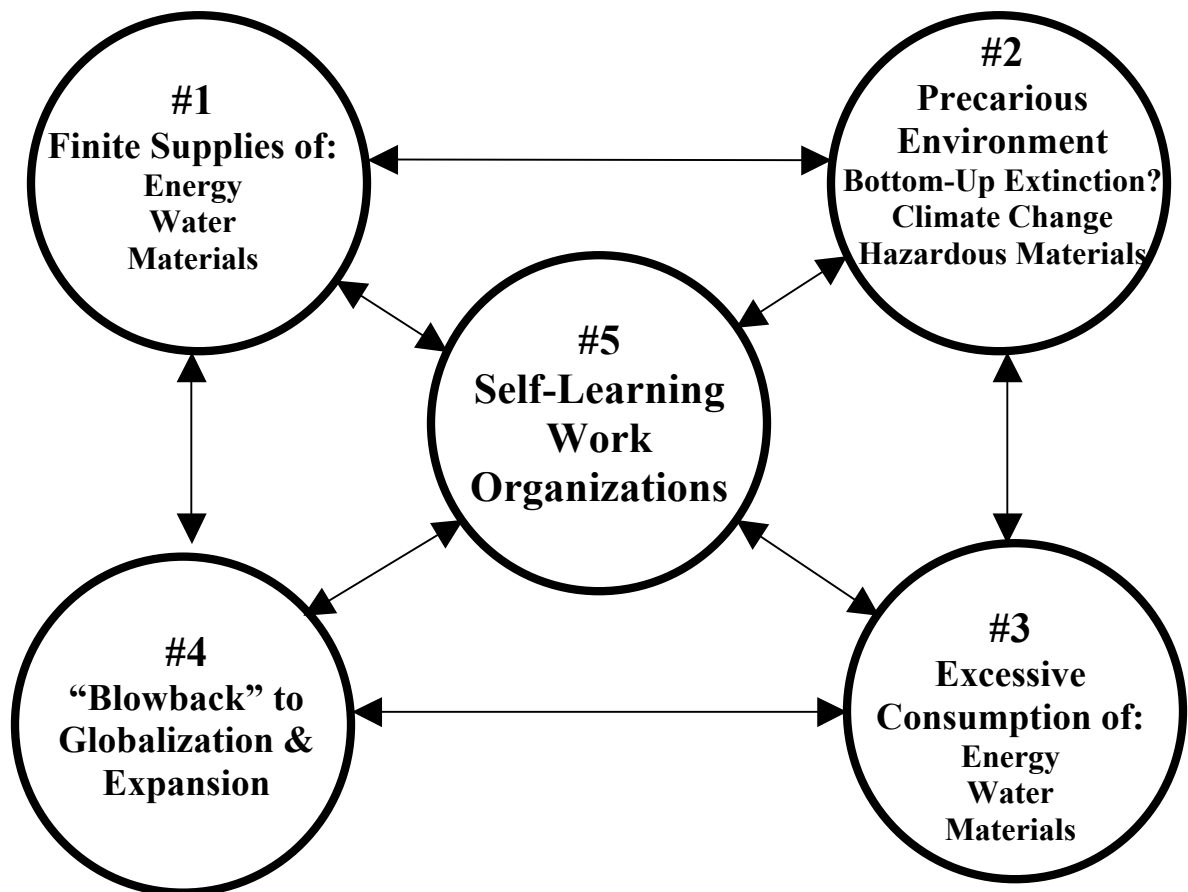 #1
Finite Supplies of:
Energy
Water
Materials
#2
Precarious
Environment
Bottom-Up Extinction?
Climate Change
Hazardous Materials
#5
Self-Learning
Work
Organizations
#4
“Blowback” to
Globalization &
Expansion
#3
Excessive
Consumption of:
Energy
Water
Materials